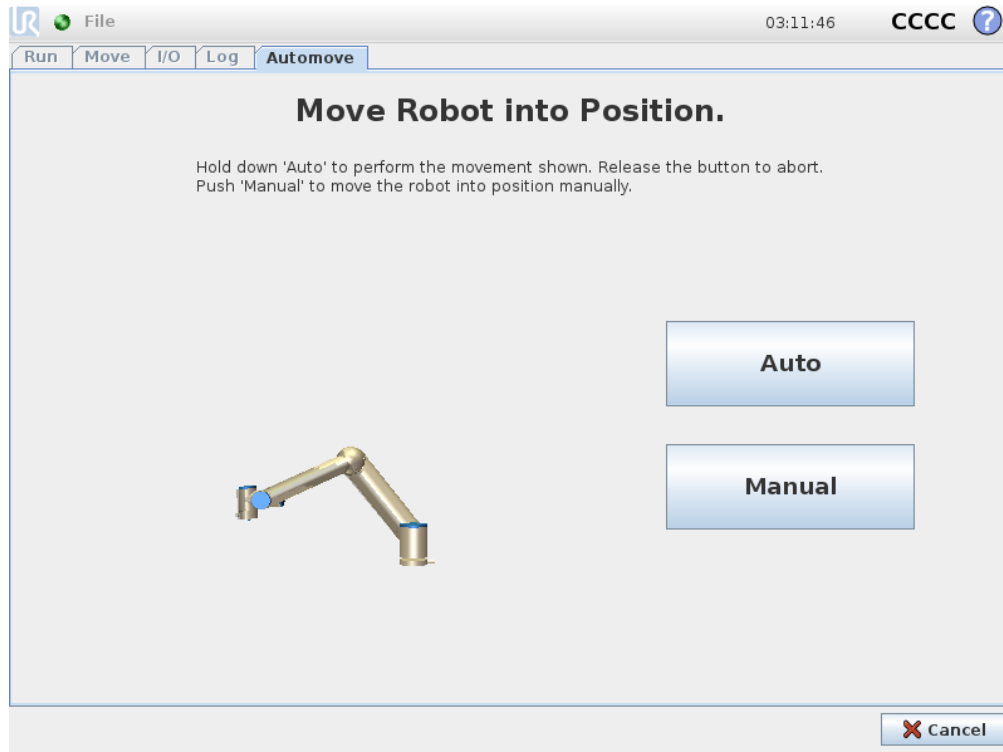 UR File 03:11:46 CCCC ?
Run Move I/O Log Automove
Move Robot into Position.
Hold down 'Auto' to perform the movement shown. Release the button to abort.
Push 'Manual' to move the robot into position manually.
Auto
Manual
Cancel